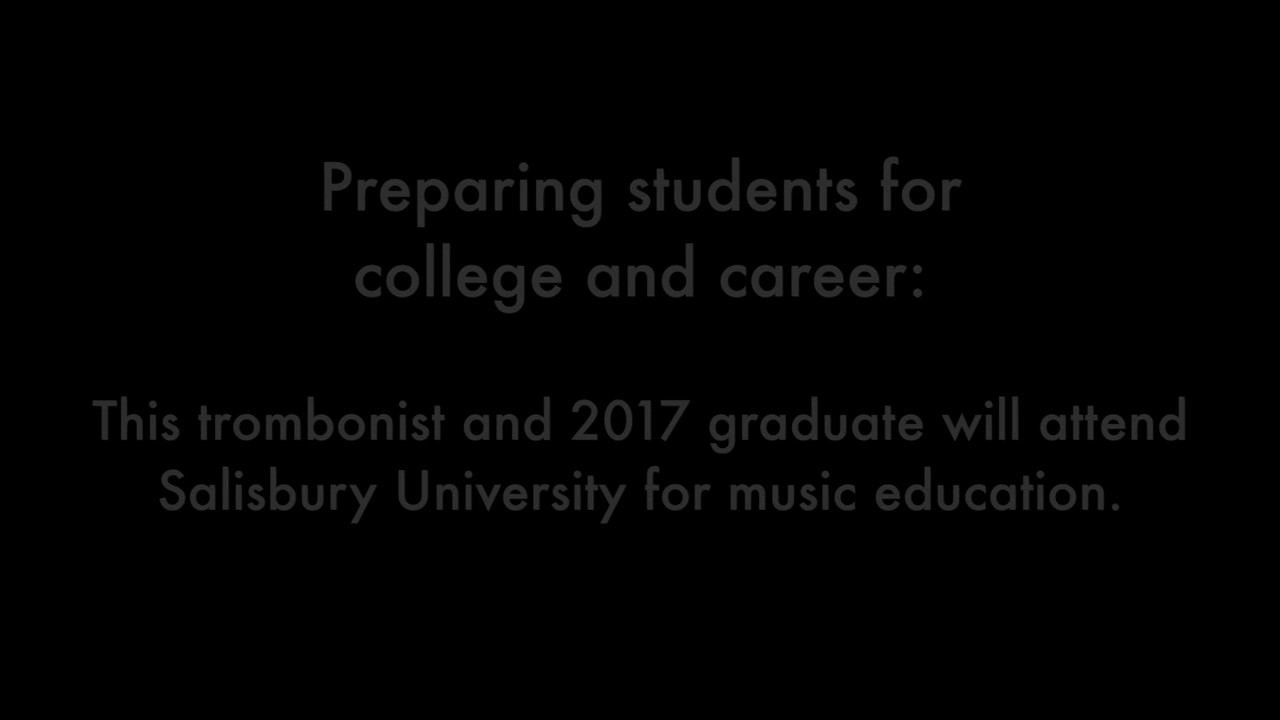 Preparing students for
college and career:
This trombonist and 2017 graduate will attend
Salisbury University for music education.